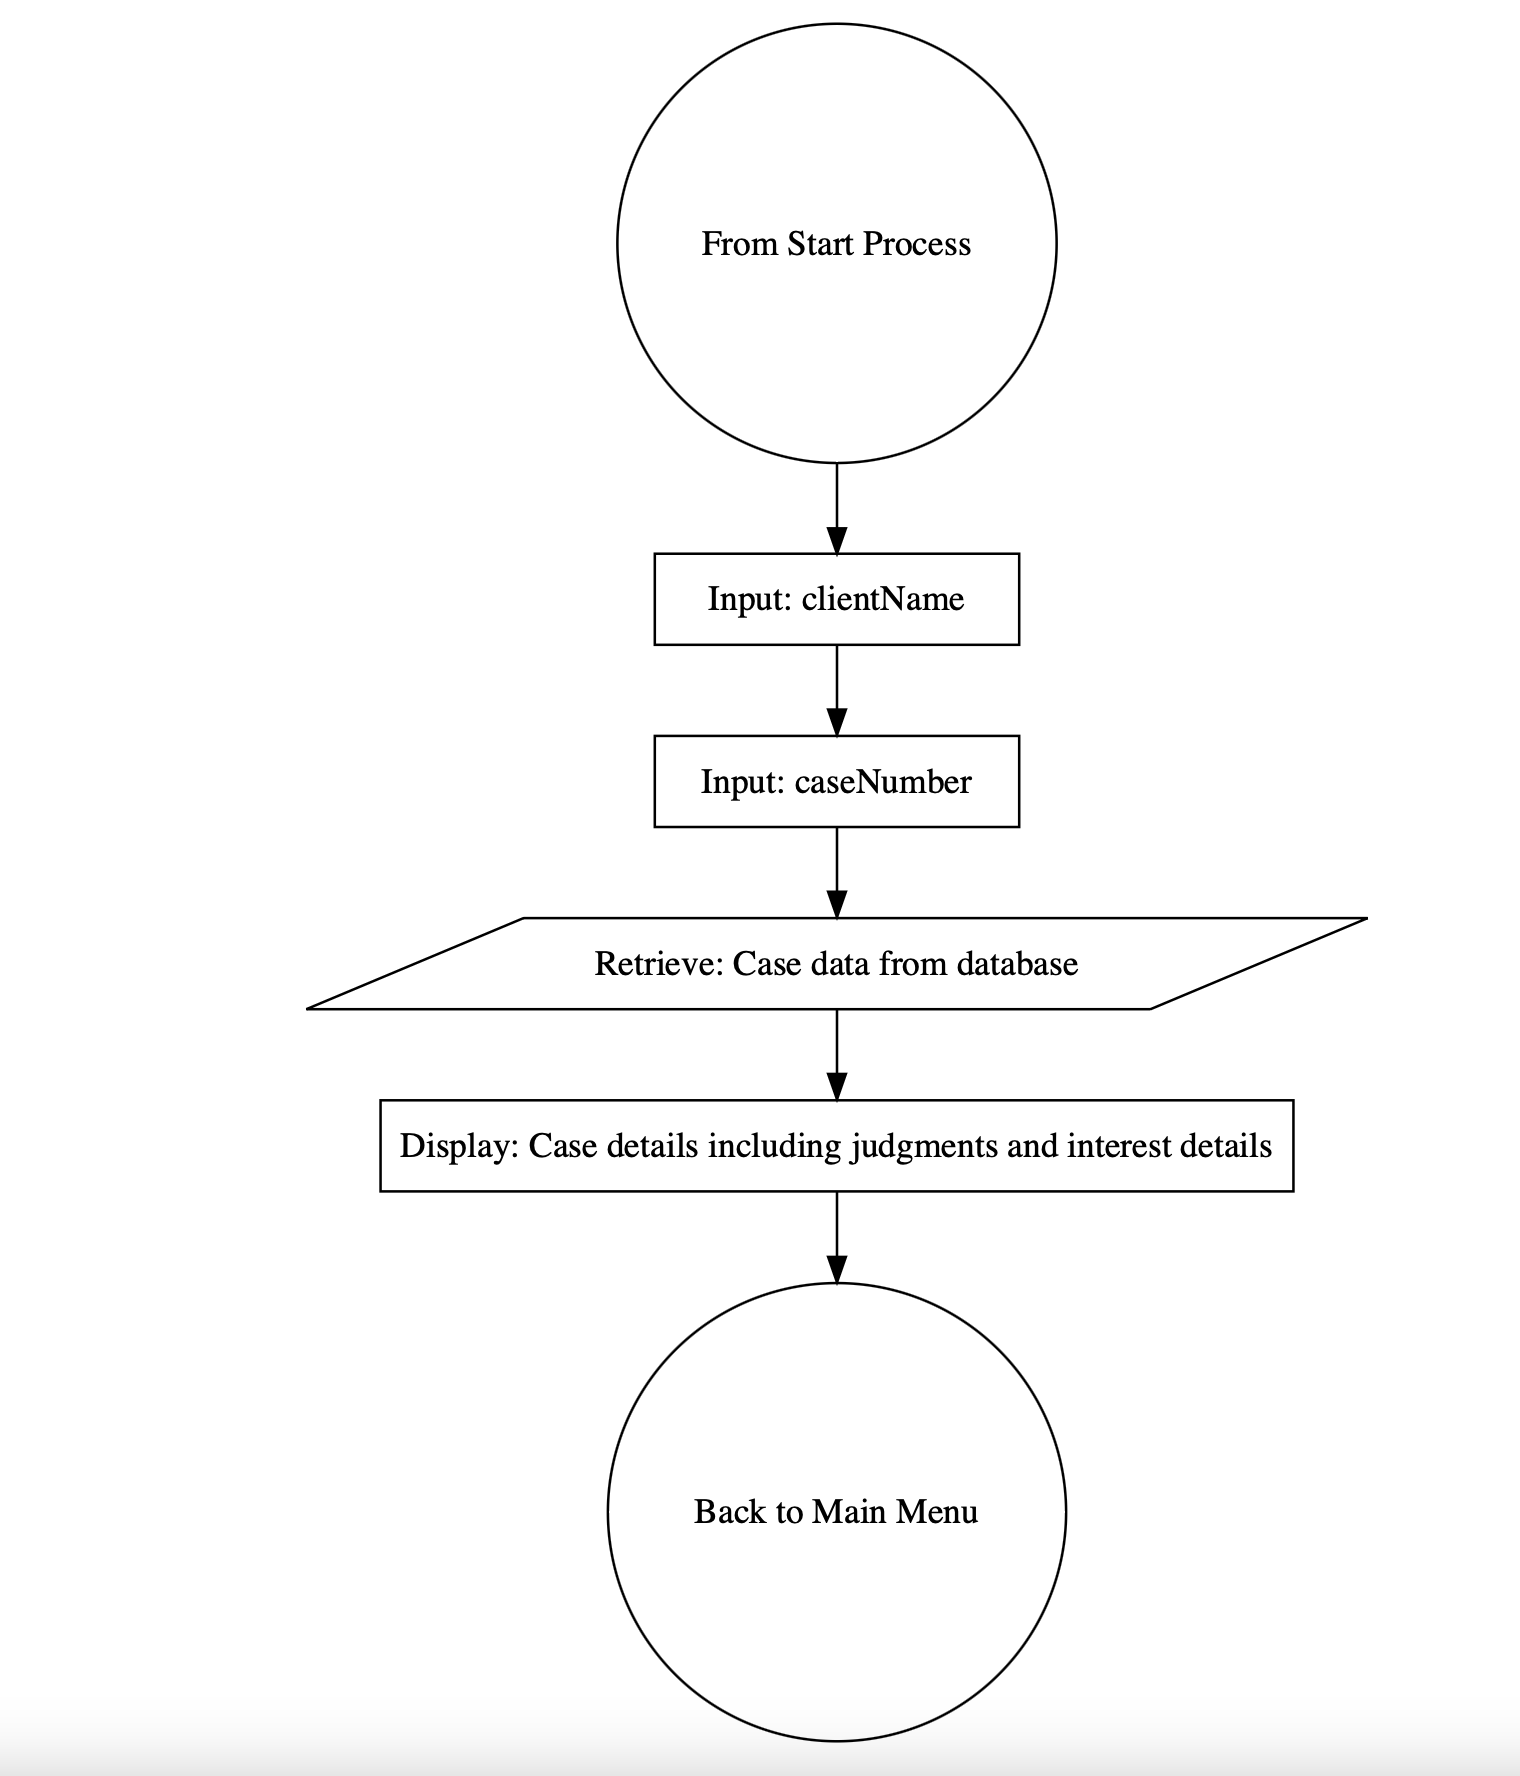 From Start Process
Input: clientName
Input: caseNumber
Retrieve: Case data from database
Display: Case details including judgments and interest details
Back to Main Menu